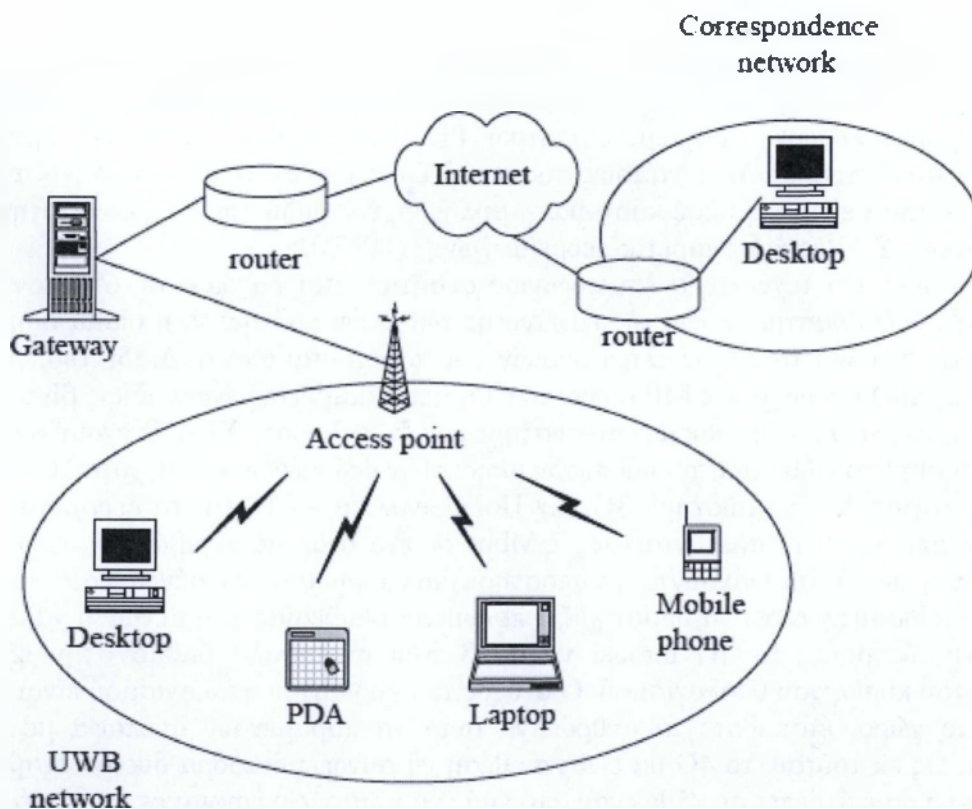 Correspondence
network
Internet
Desktop
router
router
Gateway
Access point
Desktop
Mobile
phone
PDA
Laptop
UWB
network